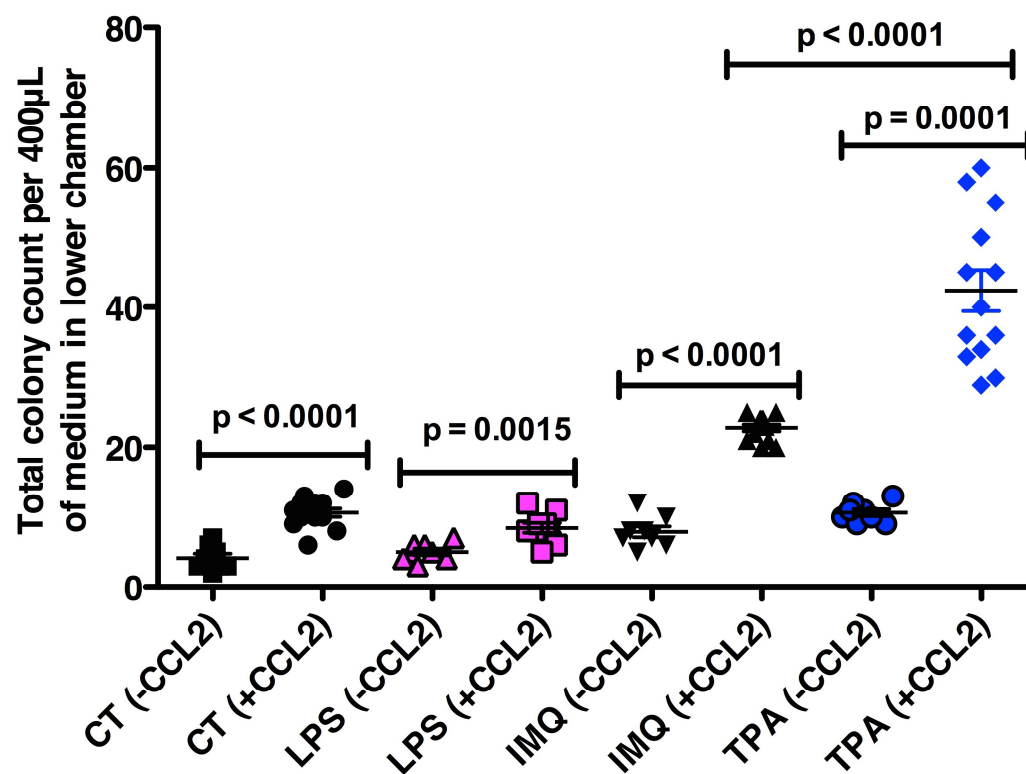 Total colony count per 400µL
of medium in lower chamber
80
60
40
20
0
p < 0.0001
p = 0.0001
p < 0.0001
p < 0.0001
p = 0.0015
CT (-CCL2)
CT (+CCL2)
LPS (-CCL2)
LPS (+CCL2)
IMQ (-CCL2)
IMQ (+CCL2)
TPA (-CCL2)
TPA (+CCL2)